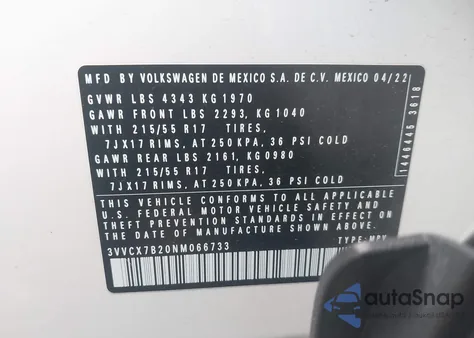 MFD BY VOLKSWAGEN DE MEXICO S.A. DE C.V. MEXICO 04/22
GVWR LBS 4343 KG 1970
GAWR FRONT LBS 2293, KG 1040
WITH 215/55 R17 TIRES,
7JX17 RIMS, AT 250 KPA, 36 PSI COLD
GAWR REAR LBS 2161, KG 0980
WITH 215/55 R17 TIRES,
7JX17 RIMS, AT 250 KPA, 36 PSI COLD
THIS VEHICLE CONFORMS TO ALL APPLICABLE
U.S. FEDERAL MOTOR VEHICLE SAFETY AND
THEFT PREVENTION STANDARDS IN EFFECT ON
THE DATE OF MANUFACTURE SHOWN ABOVE.
3VVCX7B20NM066733 TYPE: MPV
1446445 3618
autoSnap